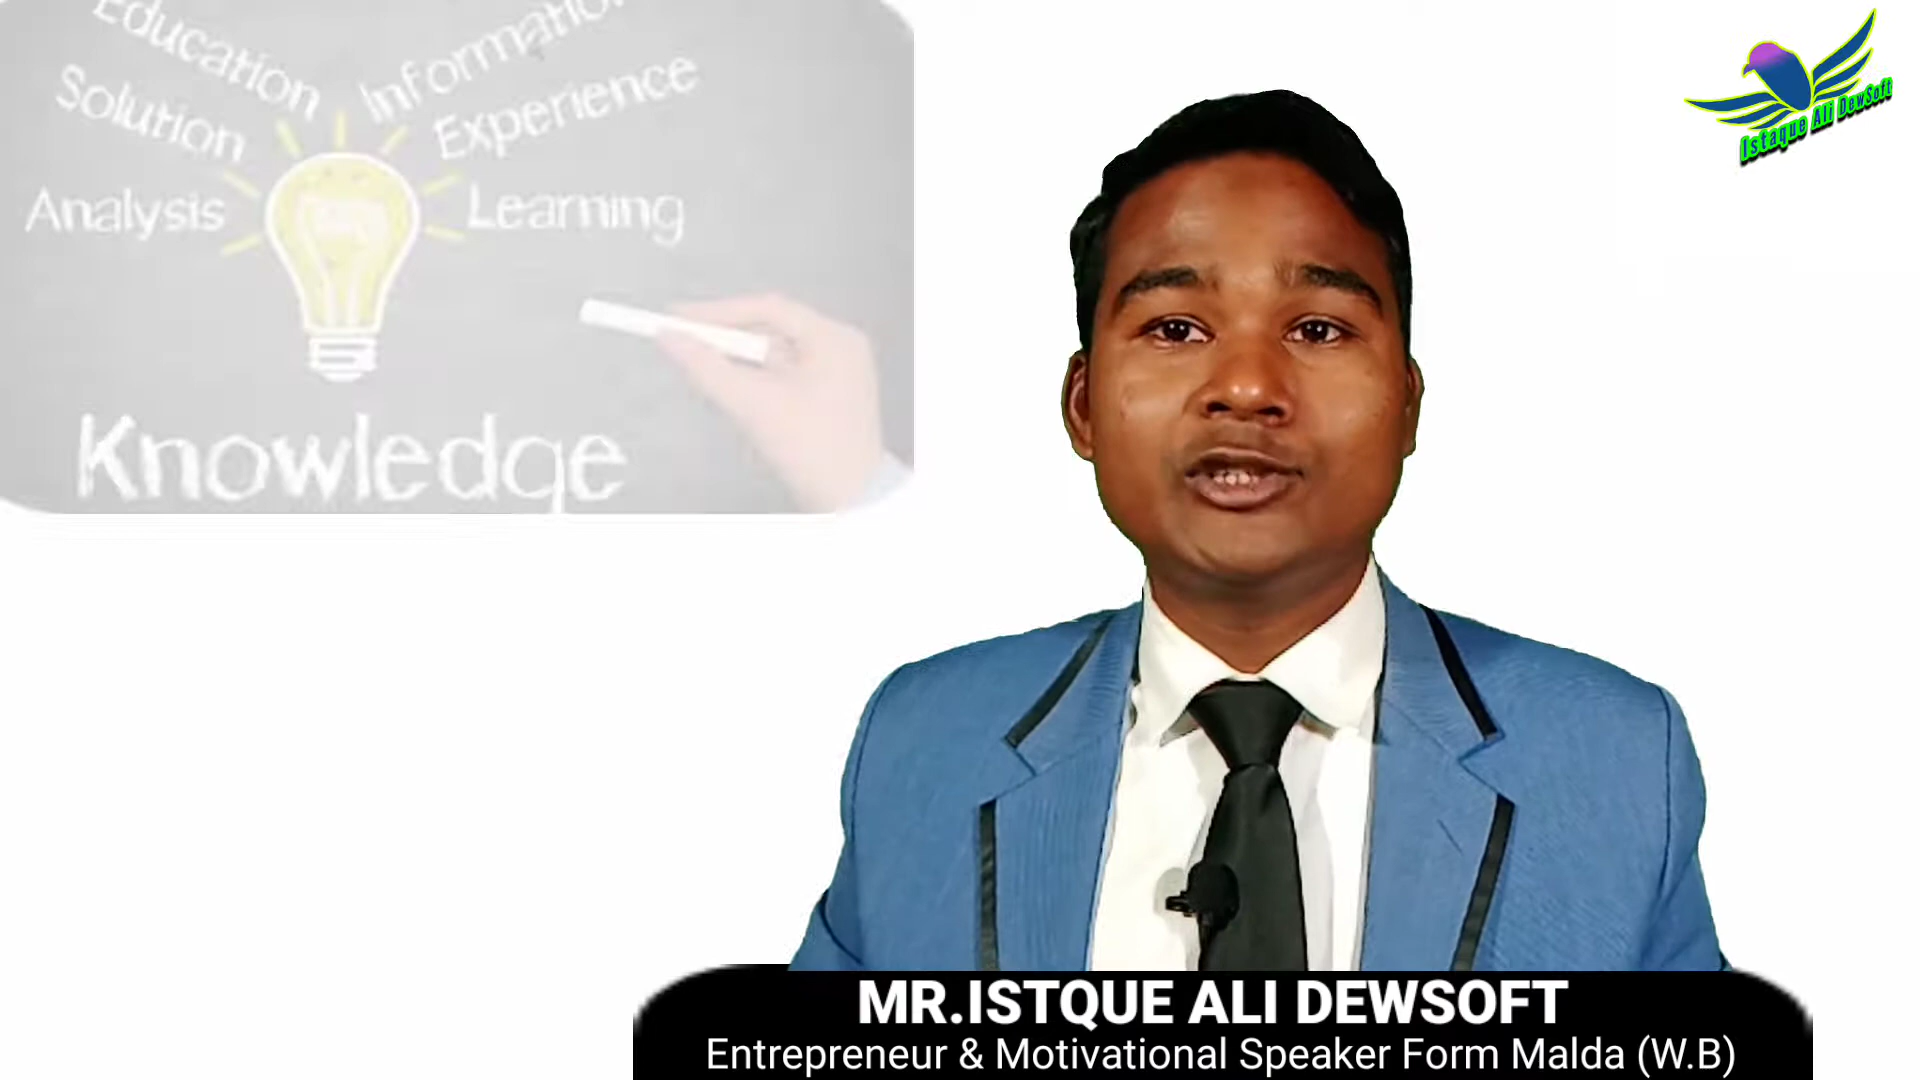 Education
Information
Solution
Experience
Analysis
Learning
Knowledge
Istaque Ali DewSoft
MR.ISTQUE ALI DEWSOFT
Entrepreneur & Motivational Speaker Form Malda (W.B)